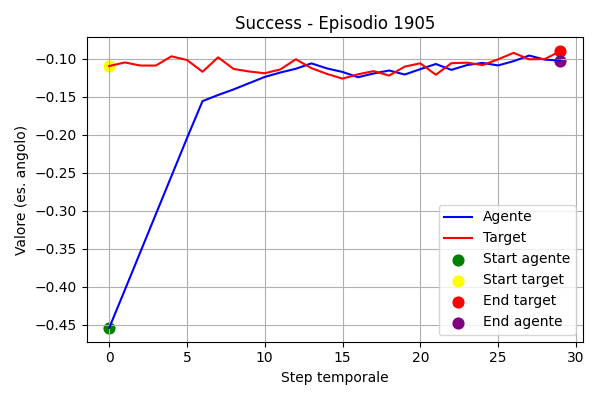 Success - Episodio 1905
Valore (es. angolo)
−0.10
−0.15
−0.20
−0.25
−0.30
−0.35
−0.40
−0.45
Agente
Target
Start agente
Start target
End target
End agente
0 5 10 15 20 25 30
Step temporale